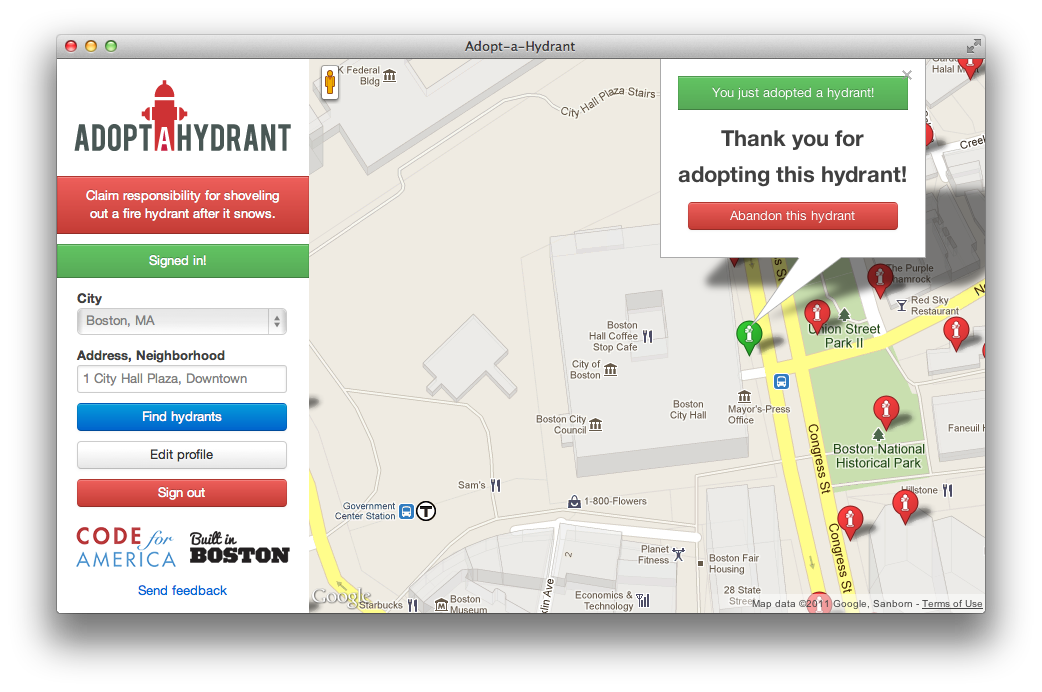 Adopt-a-Hydrant
ADOPTAHYDRANT
Claim responsibility for shoveling
out a fire hydrant after it snows.
Signed in!
City
Boston, MA
Address, Neighborhood
1 City Hall Plaza, Downtown
Find hydrants
Edit profile
Sign out
CODE for
AMERICA
Built in
BOSTON
Send feedback
K Federal
Bldg
City Hall Plaza Stairs
Halal
×
You just adopted a hydrant!
Thank you for
adopting this hydrant!
Abandon this hydrant
Creek
The Purple
Shamrock
Red Sky
Restaurant
Union Street
Park II
Boston
Hall Coffee
Stop Cafe
City of
Boston
Boston
City Hall
Mayor's-Press
Office
Boston City
Council
Congress St
Faneuil H
Boston National
Historical Park
Sam's
Hillstone
1-800-Flowers
Government
Center Station
T
Planet
Fitness
2
Boston Fair
Housing
Congress St
28 State
Street
Economics &
Technology
Google
Starbucks
Boston
Museum
Map data ©2011 Google, Sanborn - Terms of Use